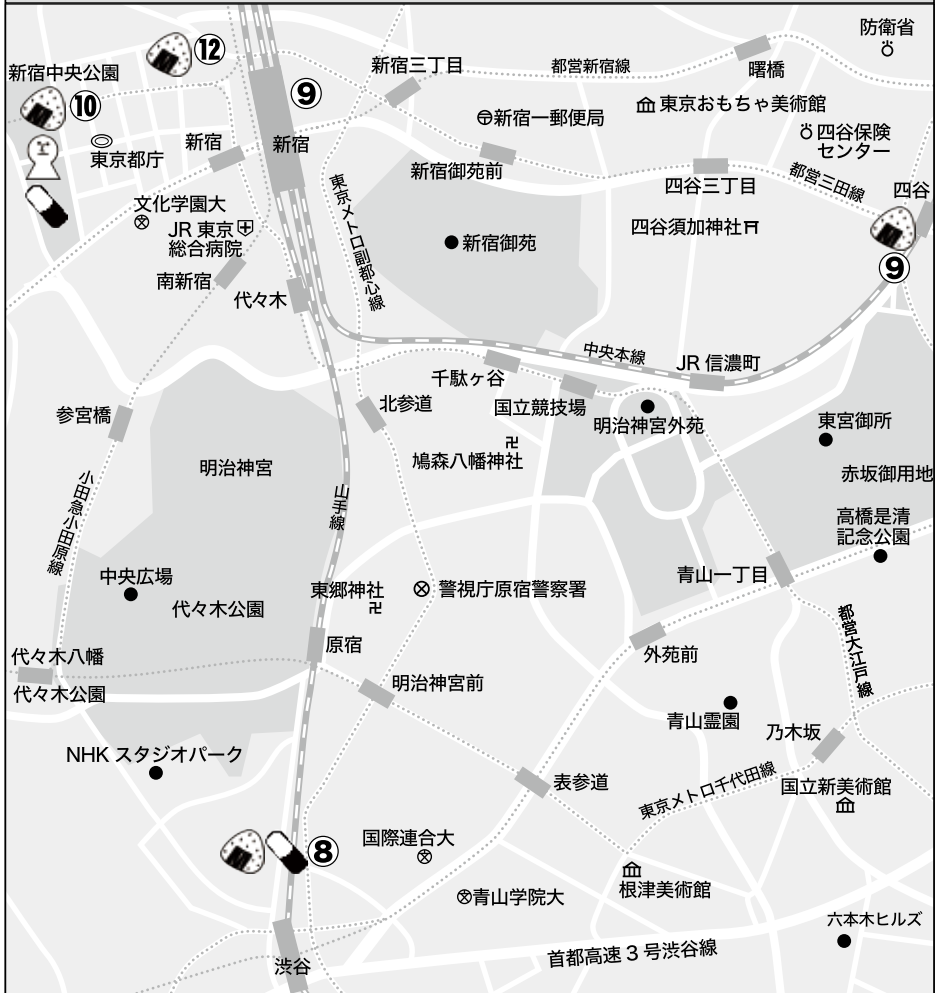 防衛省
⑫
新宿三丁目
都営新宿線
曙橋
新宿中央公園
⑨
⑩
東京おもちゃ美術館
新宿一郵便局
四谷保険
センター
新宿
新宿
東京都庁
新宿御苑前
四谷三丁目
都営三田線
四谷
文化学園大
東京メトロ副都心線
JR 東京
総合病院
四谷須加神社
新宿御苑
⑨
南新宿
代々木
中央本線
JR 信濃町
千駄ヶ谷
北参道
国立競技場
参宮橋
明治神宮外苑
東宮御所
明治神宮
鳩森八幡神社
赤坂御用地
小田急小田原線
山手線
高橋是清
記念公園
中央広場
青山一丁目
東郷神社
警視庁原宿警察署
代々木公園
都営大江戸線
原宿
外苑前
代々木八幡
代々木公園
明治神宮前
青山霊園
乃木坂
NHK スタジオパーク
表参道
東京メトロ千代田線
国立新美術館
国際連合大
⑧
根津美術館
青山学院大
六本木ヒルズ
首都高速 3 号渋谷線
渋谷
M
M
M
M